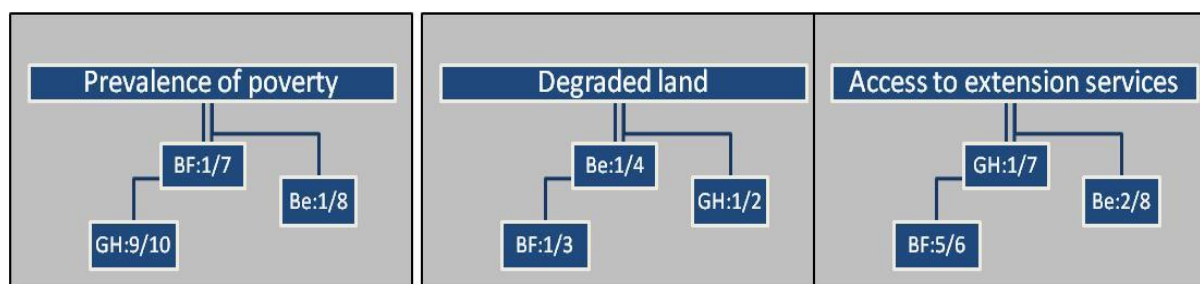 Prevalence of poverty
BF:1/7
Be:1/8
GH:9/10
Degraded land
Be:1/4
GH:1/2
BF:1/3
Access to extension services
GH:1/7
Be:2/8
BF:5/6